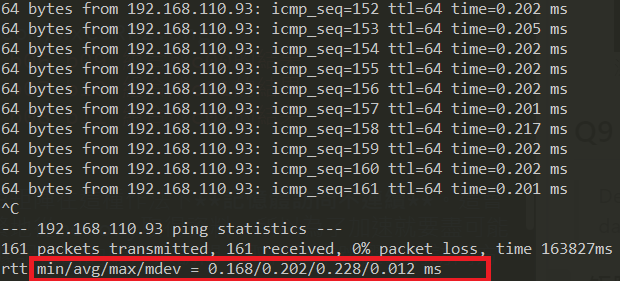 64 bytes from 192.168.110.93: icmp_seq=152 ttl=64 time=0.202 ms
64 bytes from 192.168.110.93: icmp_seq=153 ttl=64 time=0.205 ms
64 bytes from 192.168.110.93: icmp_seq=154 ttl=64 time=0.202 ms
64 bytes from 192.168.110.93: icmp_seq=155 ttl=64 time=0.202 ms
64 bytes from 192.168.110.93: icmp_seq=156 ttl=64 time=0.202 ms
64 bytes from 192.168.110.93: icmp_seq=157 ttl=64 time=0.201 ms
64 bytes from 192.168.110.93: icmp_seq=158 ttl=64 time=0.217 ms
64 bytes from 192.168.110.93: icmp_seq=159 ttl=64 time=0.202 ms
64 bytes from 192.168.110.93: icmp_seq=160 ttl=64 time=0.202 ms
64 bytes from 192.168.110.93: icmp_seq=161 ttl=64 time=0.201 ms
^C
--- 192.168.110.93 ping statistics ---
161 packets transmitted, 161 received, 0% packet loss, time 163827ms
rtt min/avg/max/mdev = 0.168/0.202/0.228/0.012 ms